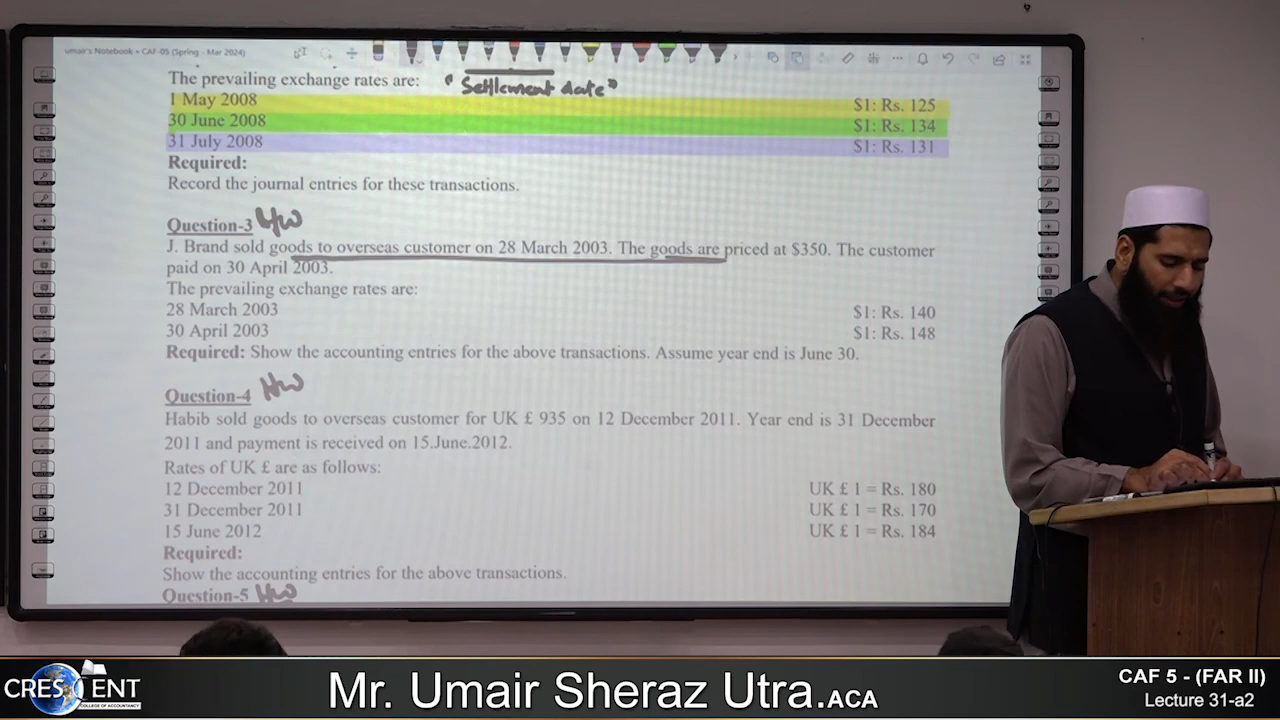 umair's Notebook » CAF-05 (Spring - Mar 2024)
The prevailing exchange rates are: "Settlement date"
1 May 2008 $1: Rs. 125
30 June 2008 $1: Rs. 134
31 July 2008 $1: Rs. 131
Required:
Record the journal entries for these transactions.
Question-3 HW
J. Brand sold goods to overseas customer on 28 March 2003. The goods are priced at $350. The customer
paid on 30 April 2003.
The prevailing exchange rates are:
28 March 2003 $1: Rs. 140
30 April 2003 $1: Rs. 148
Required: Show the accounting entries for the above transactions. Assume year end is June 30.
Question-4 HW
Habib sold goods to overseas customer for UK £ 935 on 12 December 2011. Year end is 31 December
2011 and payment is received on 15.June.2012.
Rates of UK £ are as follows:
12 December 2011 UK £ 1 = Rs. 180
31 December 2011 UK £ 1 = Rs. 170
15 June 2012 UK £ 1 = Rs. 184
Required:
Show the accounting entries for the above transactions.
Question-5 HW
CRESCENT
COLLEGE OF ACCOUNTANCY
Mr. Umair Sheraz Utra.ACA
CAF 5 - (FAR II)
Lecture 31-a2